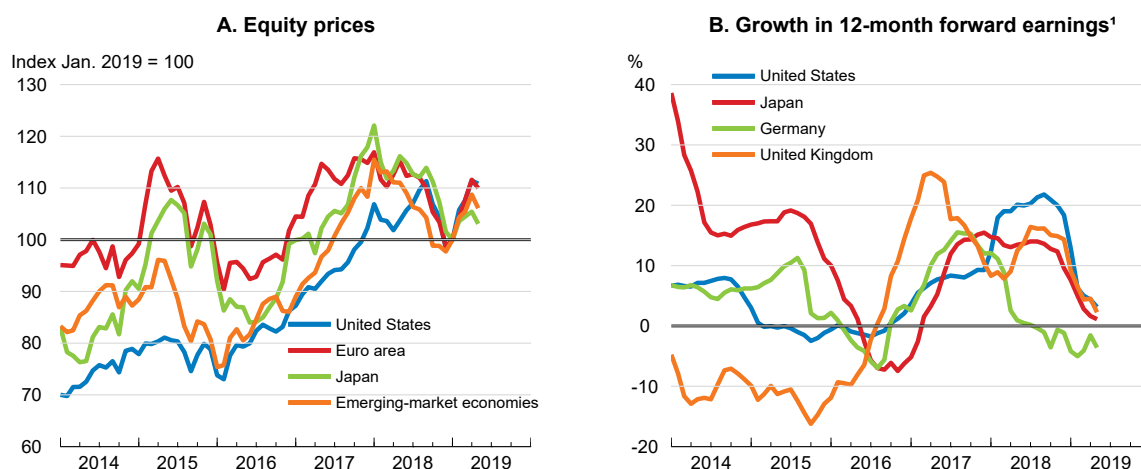 A. Equity prices
Index Jan. 2019 = 100
130
120
110
100
90
80
70
60
United States
Euro area
Japan
Emerging-market economies
2014 2015 2016 2017 2018 2019
B. Growth in 12-month forward earnings¹
%
40
30
20
10
0
-10
-20
United States
Japan
Germany
United Kingdom
2014 2015 2016 2017 2018 2019